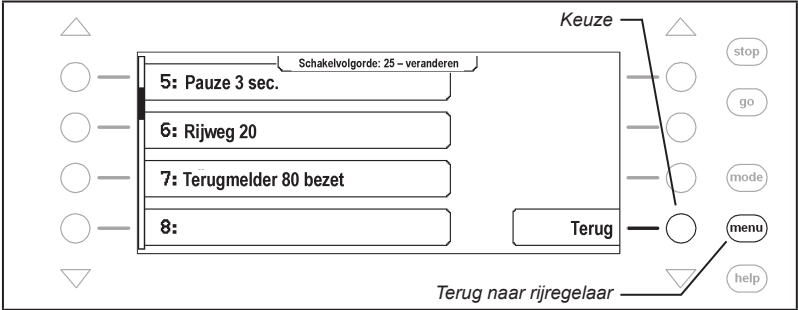 Keuze
Schakelvolgorde: 25 – veranderen
stop
5: Pauze 3 sec.
go
6: Rijweg 20
7: Terugmelder 80 bezet
mode
8:
Terug
menu
help
Terug naar rijregelaar